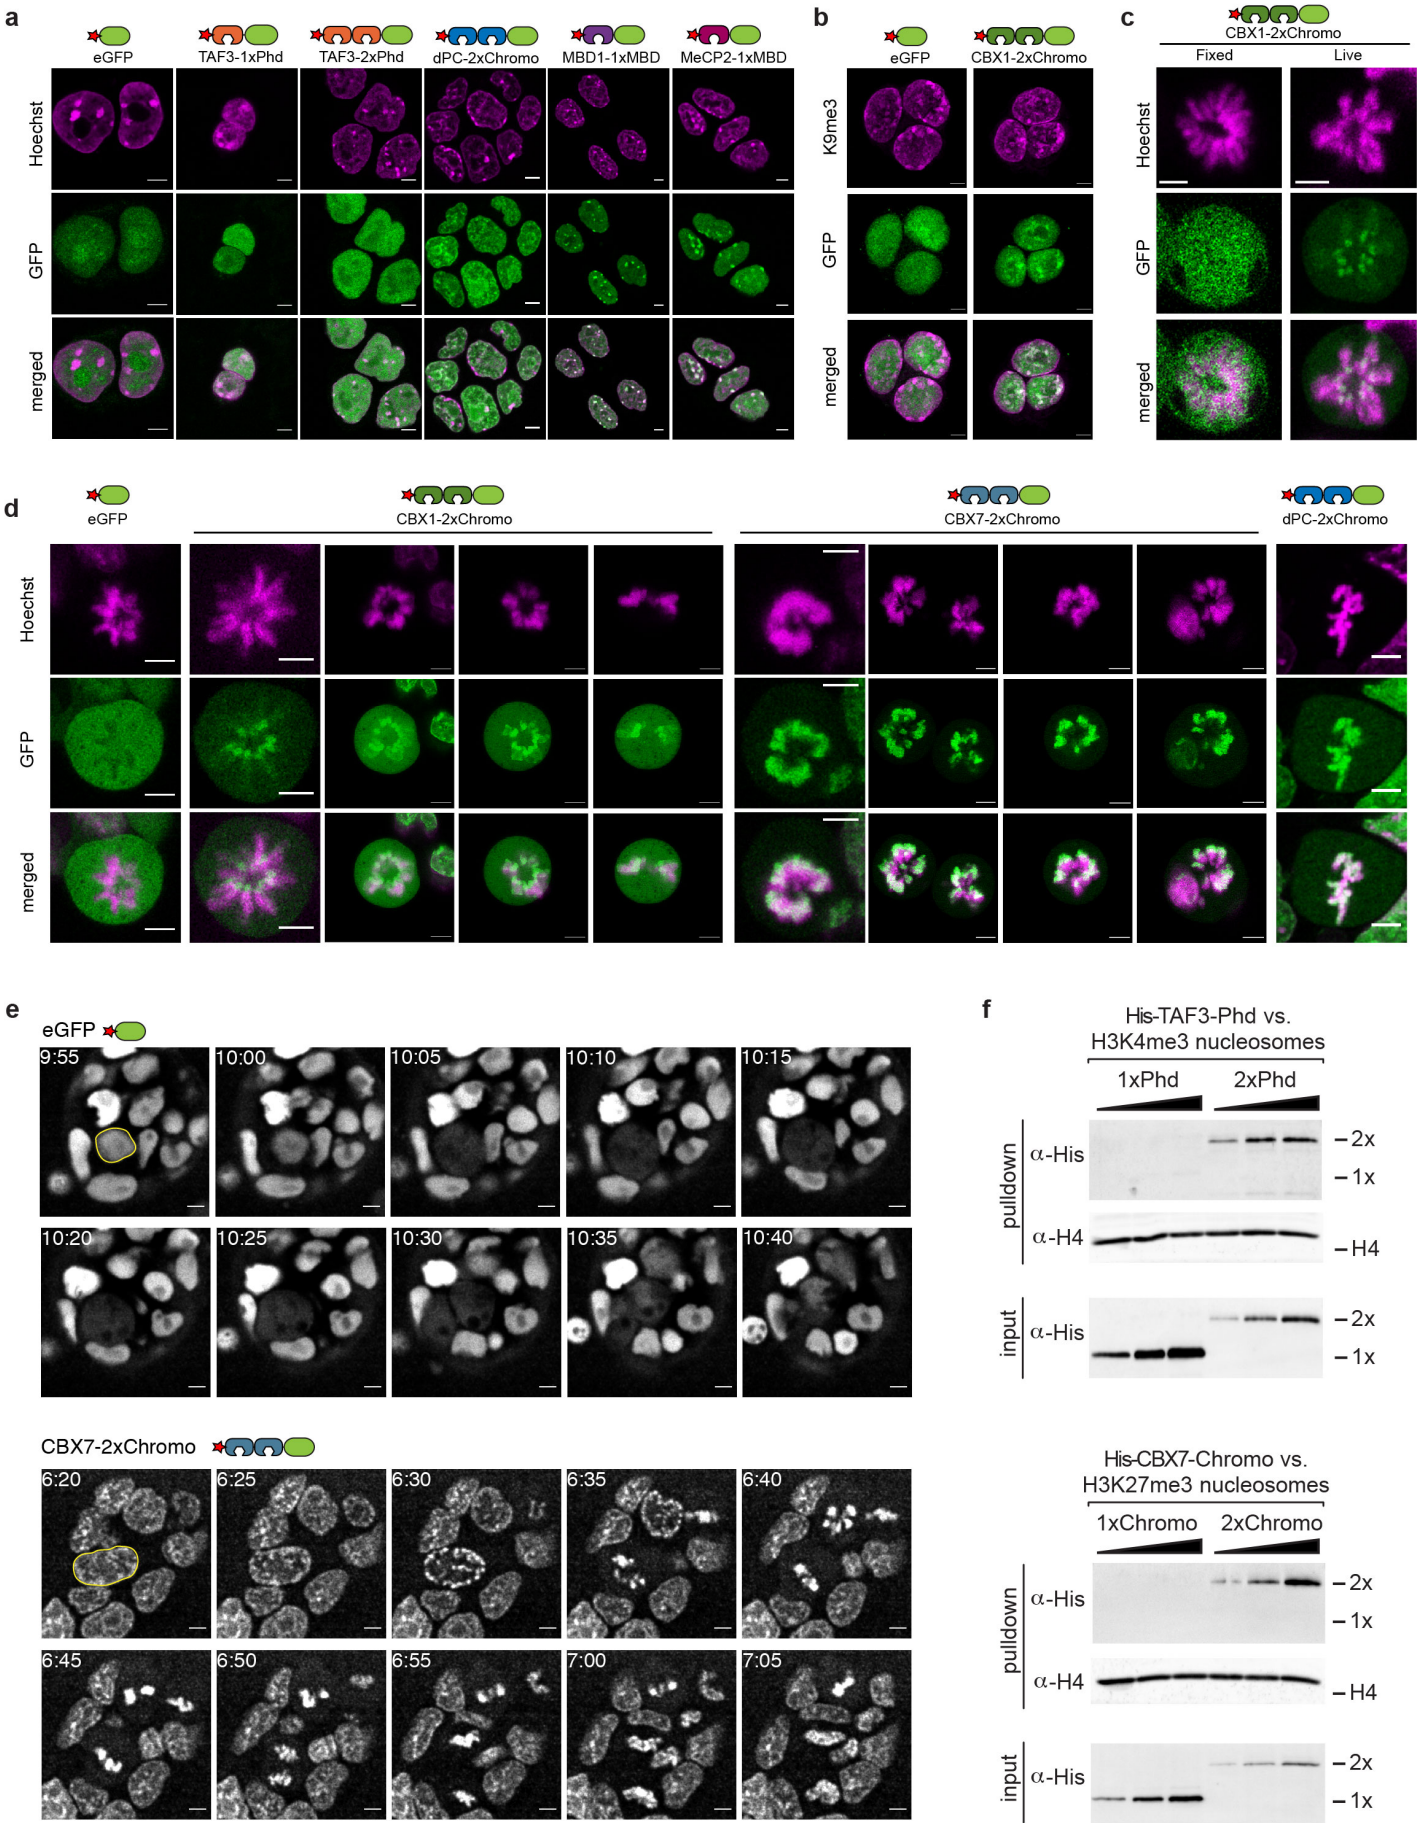 a
eGFP
TAF3-1xPhd
TAF3-2xPhd
dPC-2xChromo
MBD1-1xMBD
MeCP2-1xMBD
Hoechst
GFP
merged
b
eGFP
CBX1-2xChromo
K9me3
GFP
merged
c
CBX1-2xChromo
Fixed
Live
Hoechst
GFP
merged
d
eGFP
CBX1-2xChromo
CBX7-2xChromo
dPC-2xChromo
Hoechst
GFP
merged
e
eGFP
9:55
10:00
10:05
10:10
10:15
10:20
10:25
10:30
10:35
10:40
CBX7-2xChromo
6:20
6:25
6:30
6:35
6:40
6:45
6:50
6:55
7:00
7:05
f
His-TAF3-Phd vs.
H3K4me3 nucleosomes
1xPhd
2xPhd
pulldown
α-His
–2x
–1x
α-H4
–H4
input
α-His
–2x
–1x
His-CBX7-Chromo vs.
H3K27me3 nucleosomes
1xChromo
2xChromo
pulldown
α-His
–2x
–1x
α-H4
–H4
input
α-His
–2x
–1x